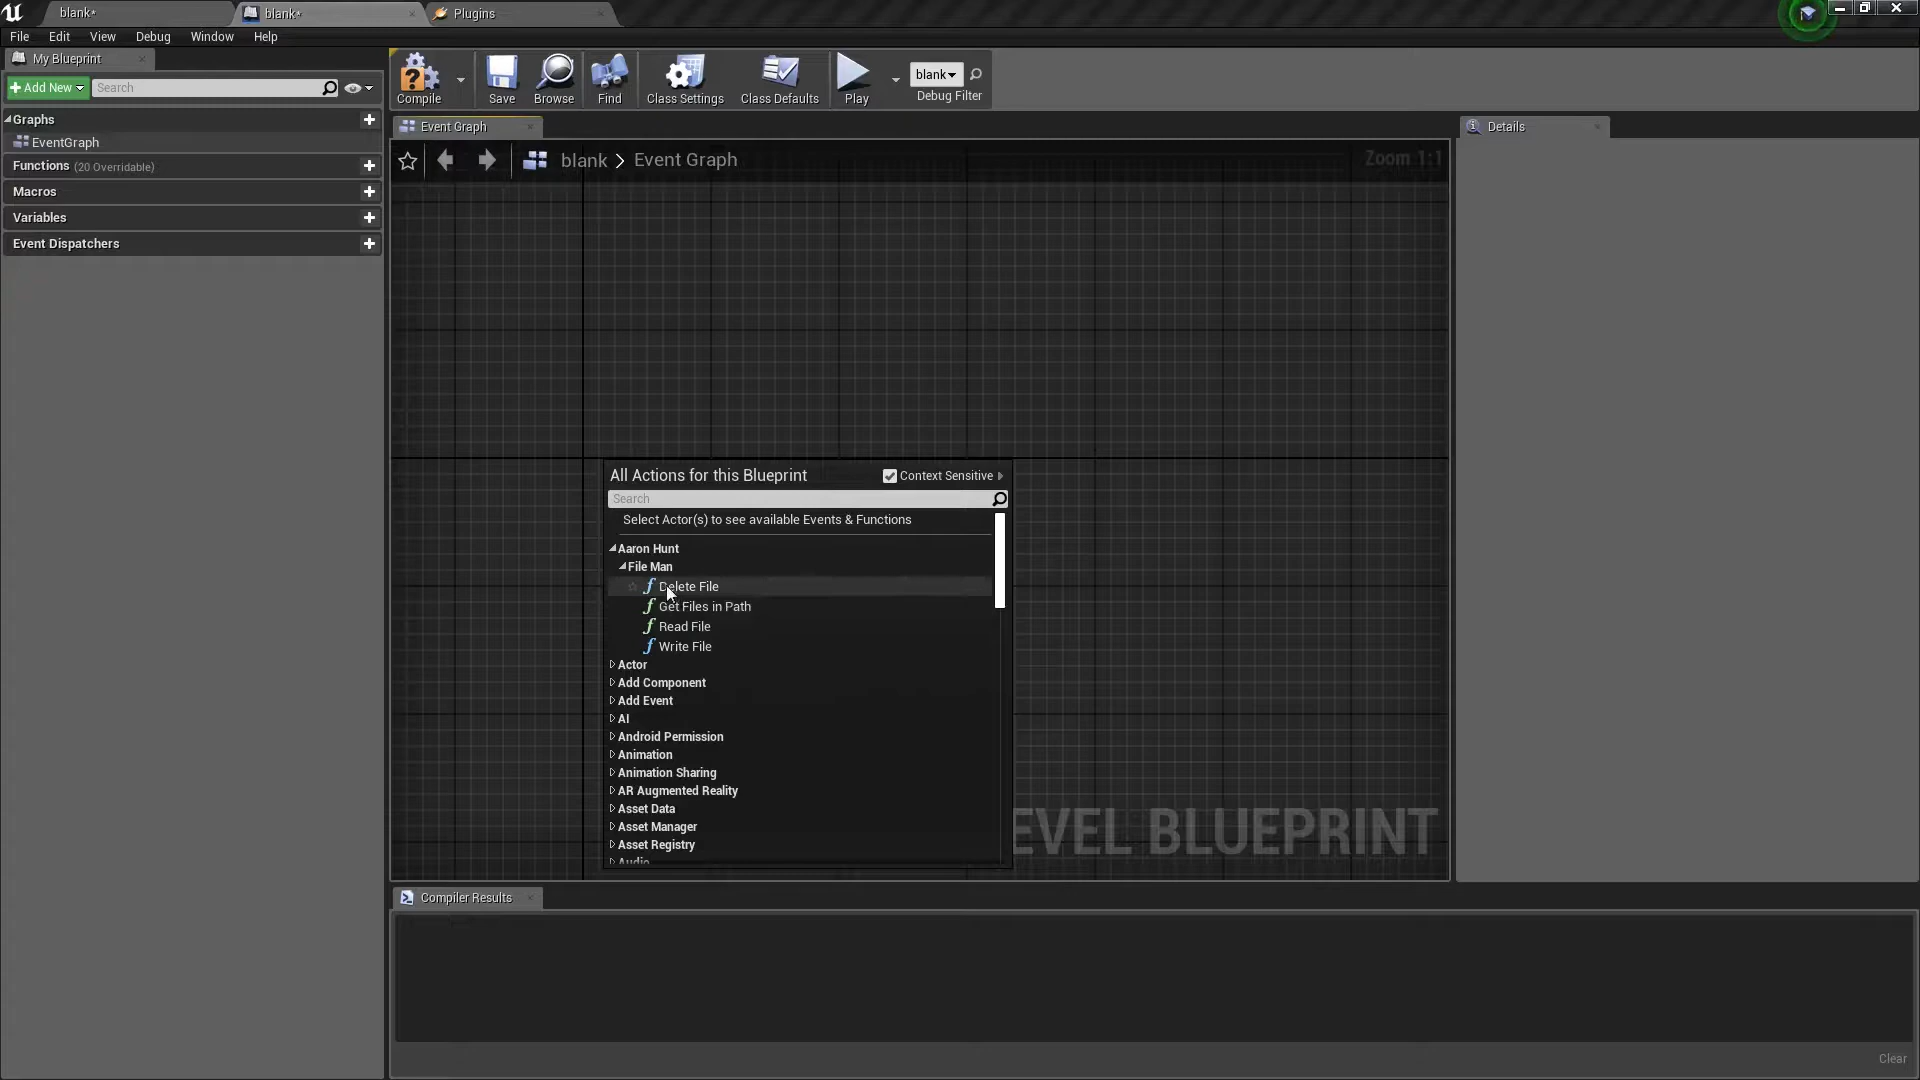 blank*
blank*
Plugins
File Edit View Debug Window Help
My Blueprint
Add New
Search
Graphs
EventGraph
Functions (20 Overridable)
Macros
Variables
Event Dispatchers
Compile
Save
Browse
Find
Class Settings
Class Defaults
Play
blank
Debug Filter
Event Graph
blank > Event Graph
Zoom 1:1
Details
All Actions for this Blueprint
Context Sensitive
Search
Select Actor(s) to see available Events & Functions
Aaron Hunt
File Man
Delete File
Get Files in Path
Read File
Write File
Actor
Add Component
Add Event
AI
Android Permission
Animation
Animation Sharing
AR Augmented Reality
Asset Data
Asset Manager
Asset Registry
Audio
EVEL BLUEPRINT
Compiler Results
Clear